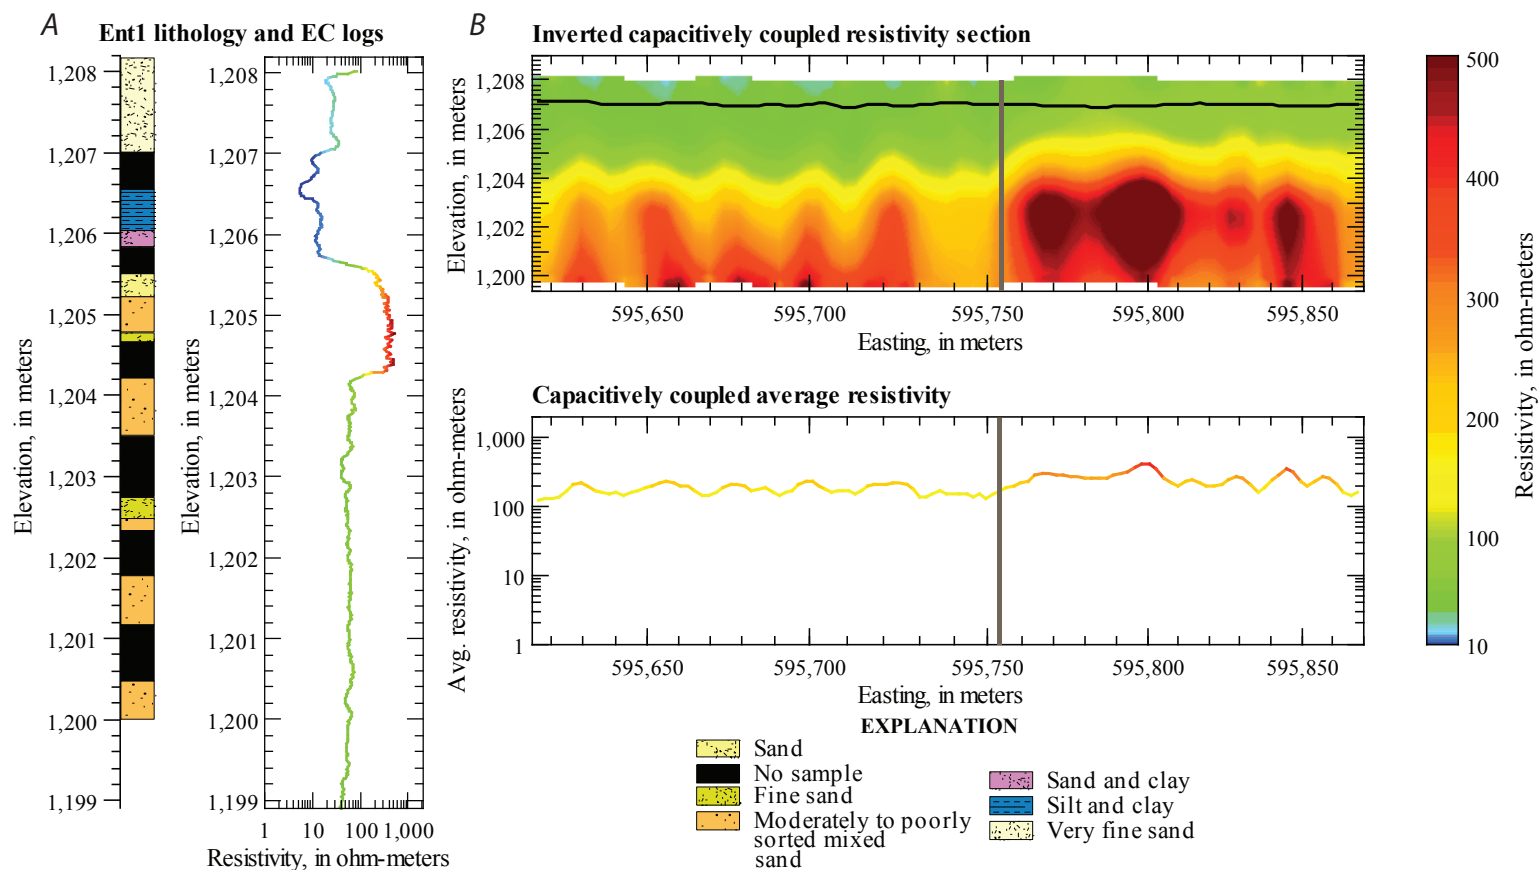 A
Ent1 lithology and EC logs
Elevation, in meters
1,208
1,207
1,206
1,205
1,204
1,203
1,202
1,201
1,200
1,199
Elevation, in meters
1,208
1,207
1,206
1,205
1,204
1,203
1,202
1,201
1,200
1,199
1 10 100 1,000
Resistivity, in ohm-meters
B
Inverted capacitively coupled resistivity section
Elevation, in meters
1,208
1,206
1,204
1,202
1,200
595,650 595,700 595,750 595,800 595,850
Easting, in meters
Capacitively coupled average resistivity
Avg. resistivity, in ohm-meters
1,000
100
10
1
595,650 595,700 595,750 595,800 595,850
Easting, in meters
500
400
300
200
100
10
Resistivity, in ohm-meters
EXPLANATION
Sand
No sample
Fine sand
Moderately to poorly
sorted mixed
sand
Sand and clay
Silt and clay
Very fine sand